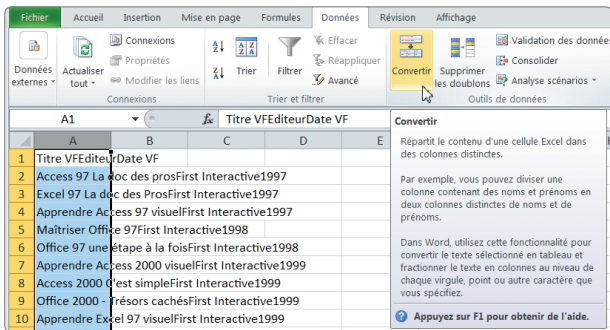 Fichier Accueil Insertion Mise en page Formules Données Révision Affichage
Données externes
Actualiser tout
Connexions
Propriétés
Modifier les liens
Connexions
Trier
Filtrer
Effacer
Réappliquer
Avancé
Trier et filtrer
Convertir
Supprimer les doublons
Validation des données
Consolider
Analyse scénarios
Outils de données
A1 fx Titre VFEditeurDate VF
A B C D E
1 Titre VFEditeurDate VF
2 Access 97 La doc des prosFirst Interactive1997
3 Excel 97 La doc des ProsFirst Interactive1997
4 Apprendre Access 97 visuelFirst Interactive1997
5 Maîtriser Office 97First Interactive1998
6 Office 97 une étape à la foisFirst Interactive1998
7 Apprendre Access 2000 visuelFirst Interactive1999
8 Access 2000 C'est simpleFirst Interactive1999
9 Office 2000 - Trésors cachésFirst Interactive1999
10 Apprendre Excel 97 visuelFirst Interactive1999
Convertir
Répartit le contenu d'une cellule Excel dans
des colonnes distinctes.
Par exemple, vous pouvez diviser une
colonne contenant des noms et prénoms en
deux colonnes distinctes de noms et de
prénoms.
Dans Word, utilisez cette fonctionnalité pour
convertir le texte sélectionné en tableau et
fractionner le texte en colonnes au niveau de
chaque virgule, point ou autre caractère que
vous spécifiez.
Appuyez sur F1 pour obtenir de l'aide.